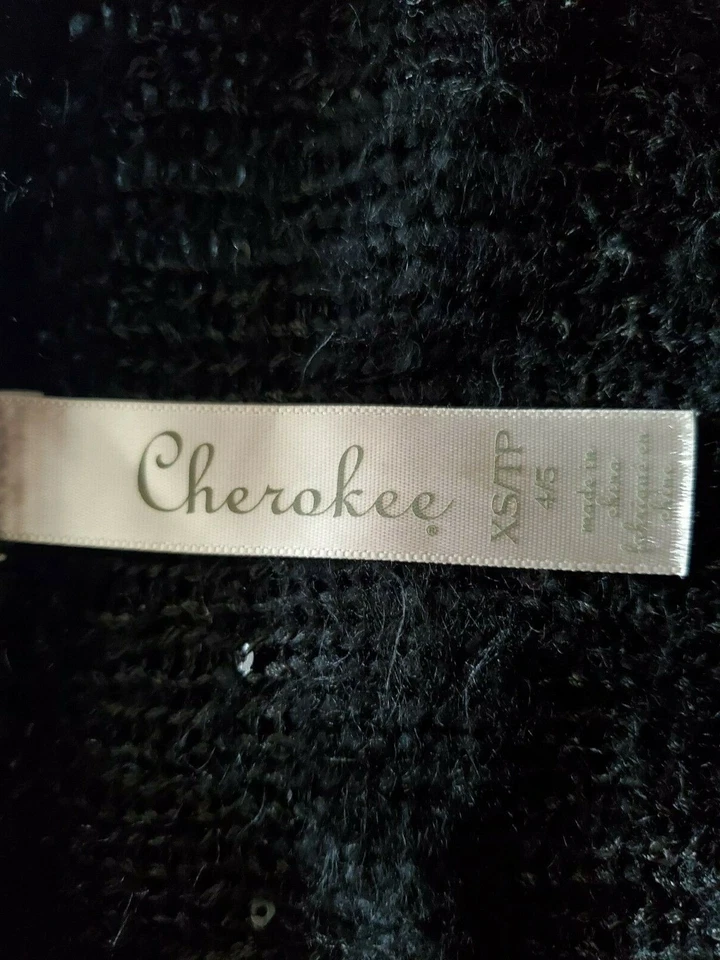 Cherokee®
XS/TP
4/5
made in
china
fabriqué en
chine